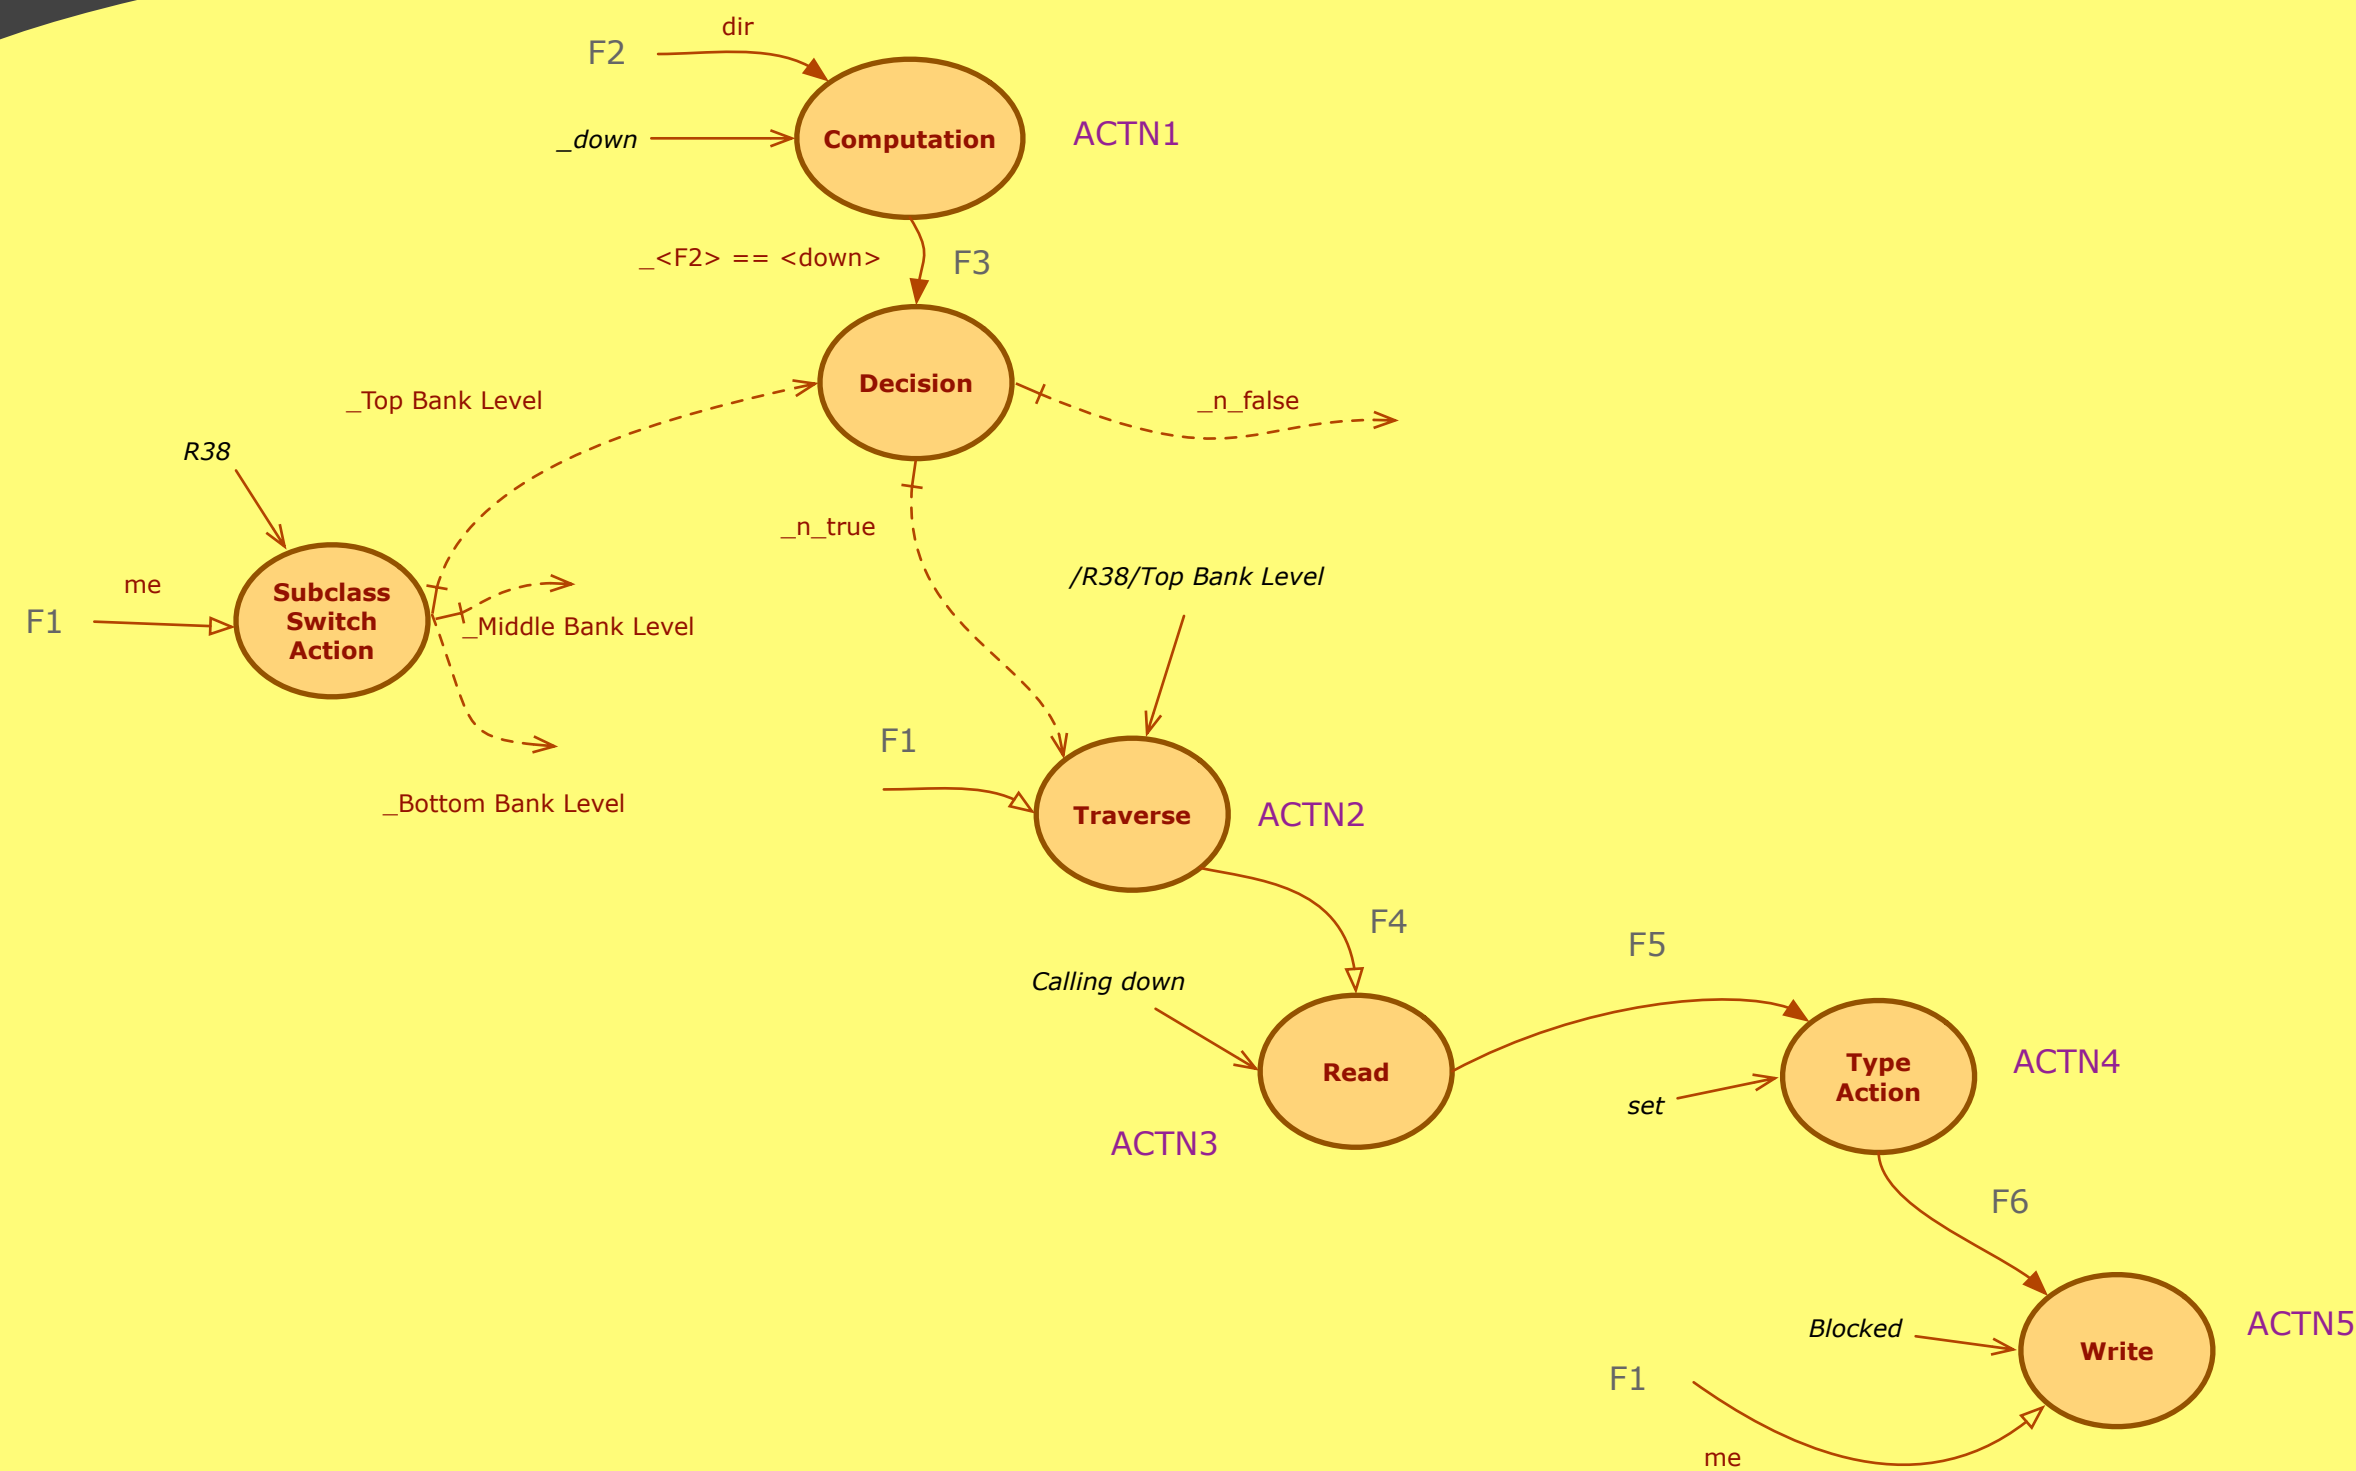 dir
F2
_down
Computation
ACTN1
_<F2> == <down>
F3
Decision
_Top Bank Level
_n_false
R38
_n_true
me
Subclass
Switch
Action
F1
_Middle Bank Level
/R38/Top Bank Level
F1
_Bottom Bank Level
Traverse
ACTN2
F4
F5
Calling down
Read
ACTN3
Type
Action
ACTN4
set
F6
Blocked
Write
ACTN5
F1
me